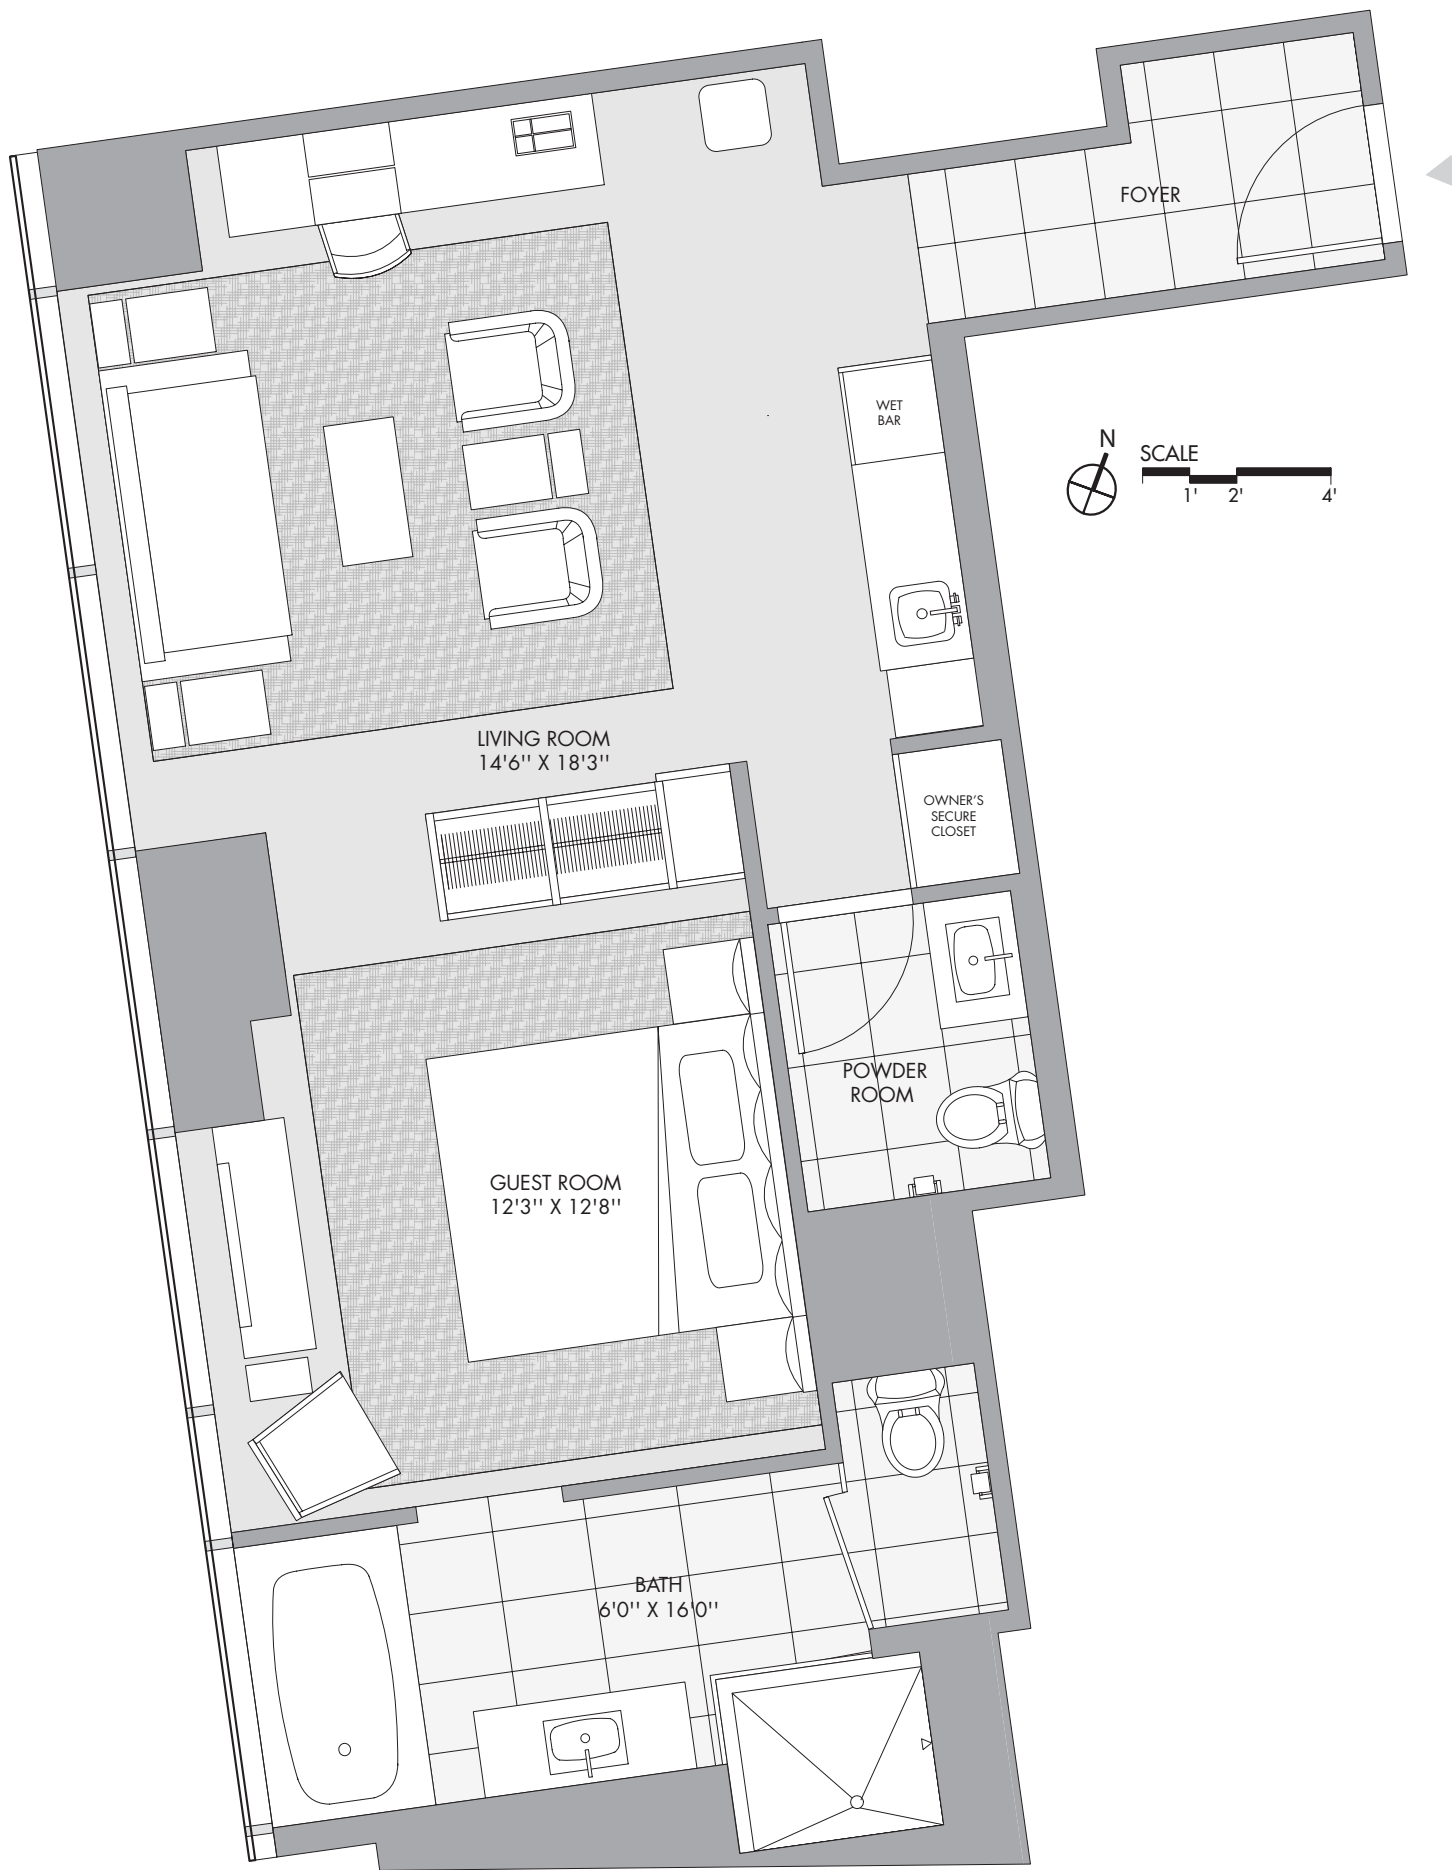 FOYER
WET
BAR
N
SCALE
1' 2' 4'
LIVING ROOM
14'6'' X 18'3''
OWNER'S
SECURE
CLOSET
POWDER
ROOM
GUEST ROOM
12'3'' X 12'8''
BATH
6'0'' X 16'0''